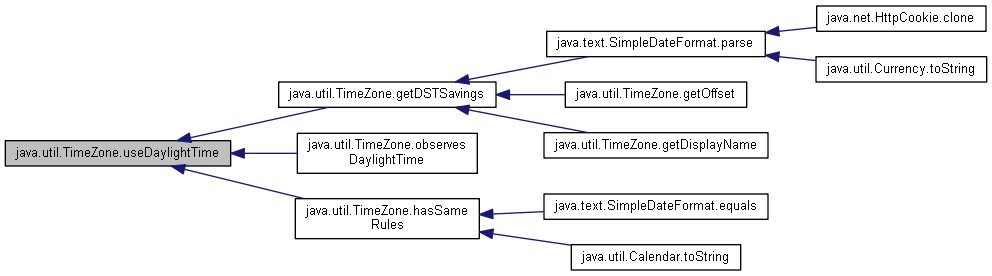 java.net.HttpCookie.clone
java.text.SimpleDateFormat.parse
java.util.Currency.toString
java.util.TimeZone.getDSTSavings
java.util.TimeZone.getOffset
java.util.TimeZone.observes
DaylightTime
java.util.TimeZone.getDisplayName
java.util.TimeZone.useDaylightTime
java.util.TimeZone.hasSame
Rules
java.text.SimpleDateFormat.equals
java.util.Calendar.toString